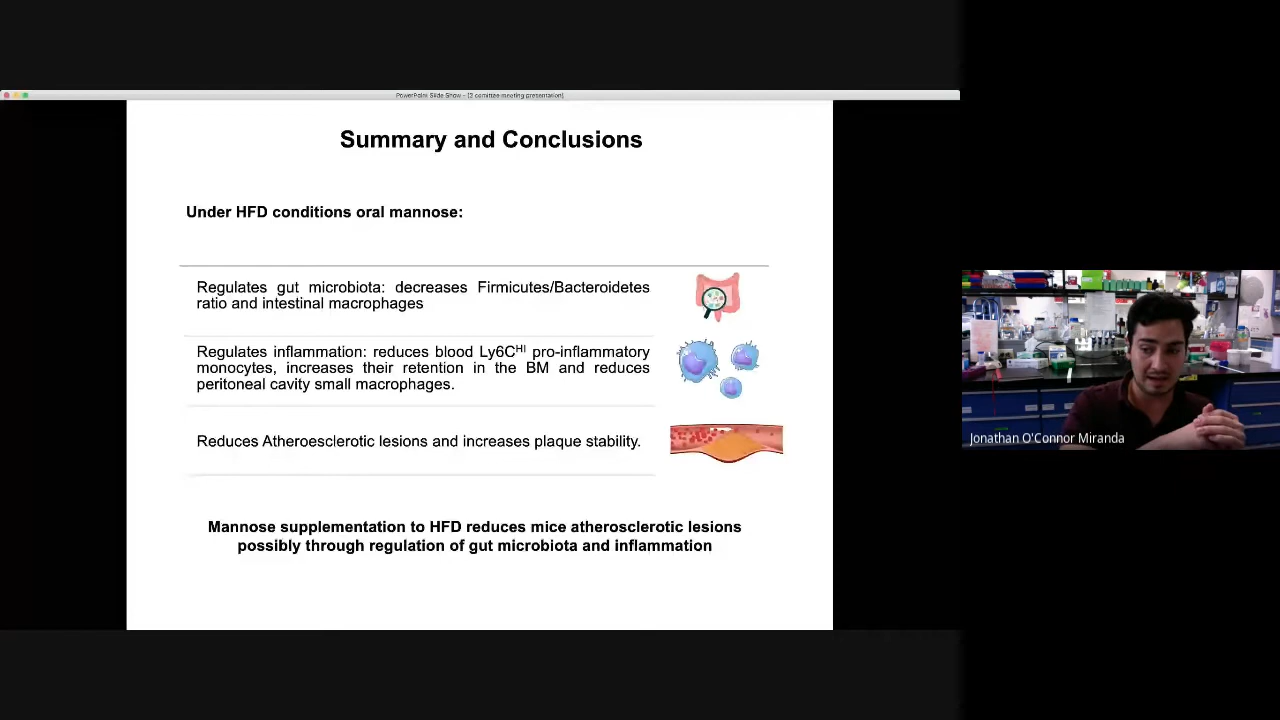 PowerPoint Slide Show - [2 comittee meeting presentation]
Summary and Conclusions
Under HFD conditions oral mannose:
Regulates gut microbiota: decreases Firmicutes/Bacteroidetes
ratio and intestinal macrophages
Regulates inflammation: reduces blood Ly6Cᴴᴵ pro-inflammatory
monocytes, increases their retention in the BM and reduces
peritoneal cavity small macrophages.
Reduces Atheroesclerotic lesions and increases plaque stability.
Mannose supplementation to HFD reduces mice atherosclerotic lesions
possibly through regulation of gut microbiota and inflammation
Jonathan O'Connor Miranda